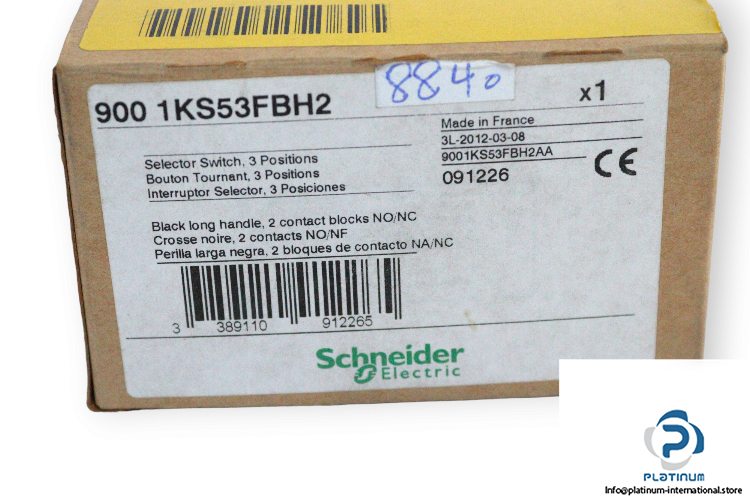 8840
900 1KS53FBH2
x1
Made in France
3L-2012-03-08
9001KS53FBH2AA
CE
091226
Selector Switch, 3 Positions
Bouton Tournant, 3 Positions
Interruptor Selector, 3 Posiciones
Black long handle, 2 contact blocks NO/NC
Crosse noire, 2 contacts NO/NF
Perilla larga negra, 2 bloques de contacto NA/NC
3 389110 912265
Schneider
Electric
PLATINUM
Info@platinum-international.store